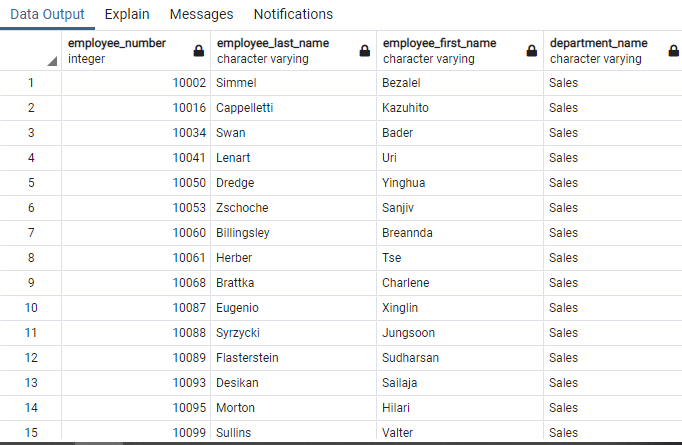 Data Output Explain Messages Notifications
employee_number employee_last_name employee_first_name department_name
integer character varying character varying character varying
1 10002 Simmel Bezalel Sales
2 10016 Cappelletti Kazuhito Sales
3 10034 Swan Bader Sales
4 10041 Lenart Uri Sales
5 10050 Dredge Yinghua Sales
6 10053 Zschoche Sanjiv Sales
7 10060 Billingsley Breannda Sales
8 10061 Herber Tse Sales
9 10068 Brattka Charlene Sales
10 10087 Eugenio Xinglin Sales
11 10088 Syrzycki Jungsoon Sales
12 10089 Flasterstein Sudharsan Sales
13 10093 Desikan Sailaja Sales
14 10095 Morton Hilari Sales
15 10099 Sullins Valter Sales